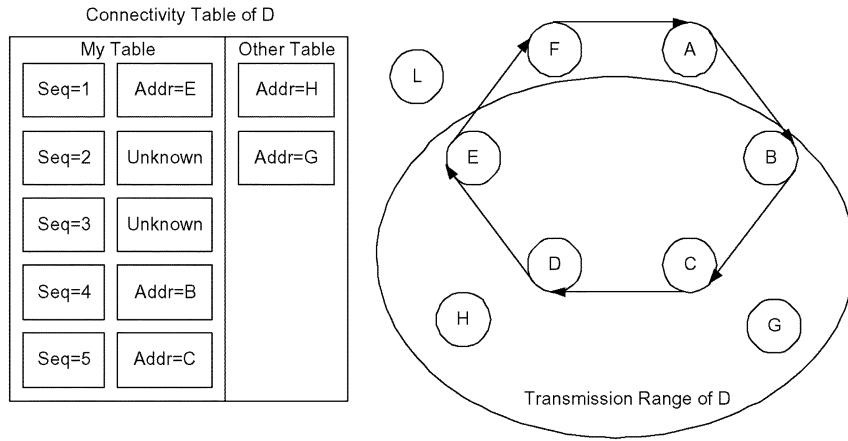 Connectivity Table of D
My Table
Other Table
Seq=1
Addr=E
Addr=H
Seq=2
Unknown
Addr=G
Seq=3
Unknown
Seq=4
Addr=B
Seq=5
Addr=C
F
A
L
E
B
D
C
H
G
Transmission Range of D